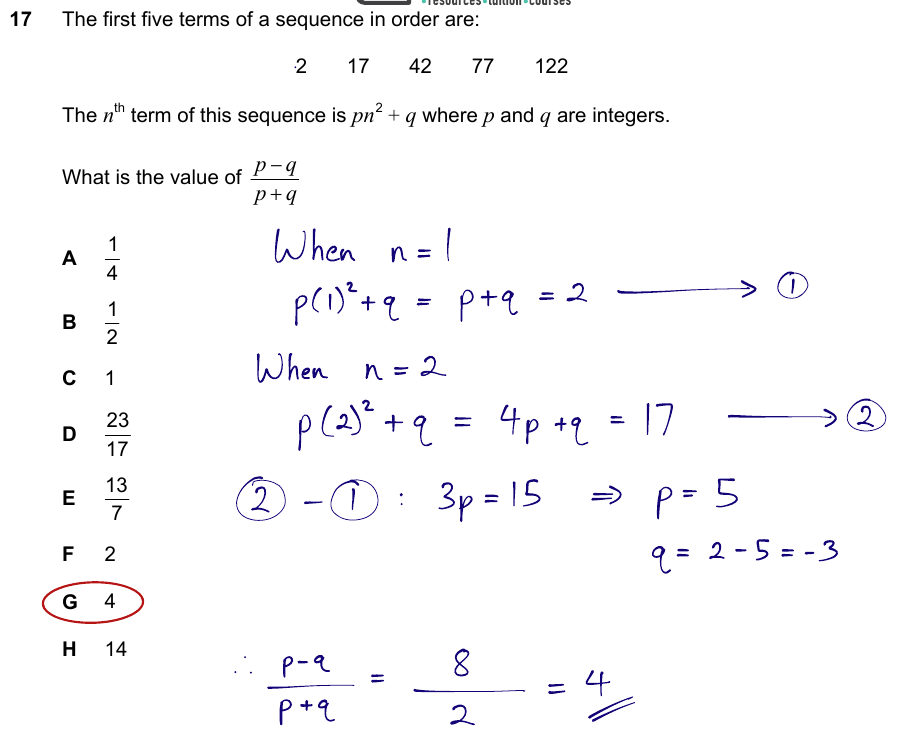 resources•tuition•courses
17 The first five terms of a sequence in order are:
2 17 42 77 122
The nᵗʰ term of this sequence is pn² + q where p and q are integers.
What is the value of (p − q)/(p + q)
A 1/4
B 1/2
C 1
D 23/17
E 13/7
F 2
G 4
H 14
When n = 1
p(1)² + q = p + q = 2 ⟶ ①
When n = 2
p(2)² + q = 4p + q = 17 ⟶ ②
② − ① : 3p = 15 ⇒ p = 5
q = 2 − 5 = −3
∴ (p − q)/(p + q) = 8/2 = 4